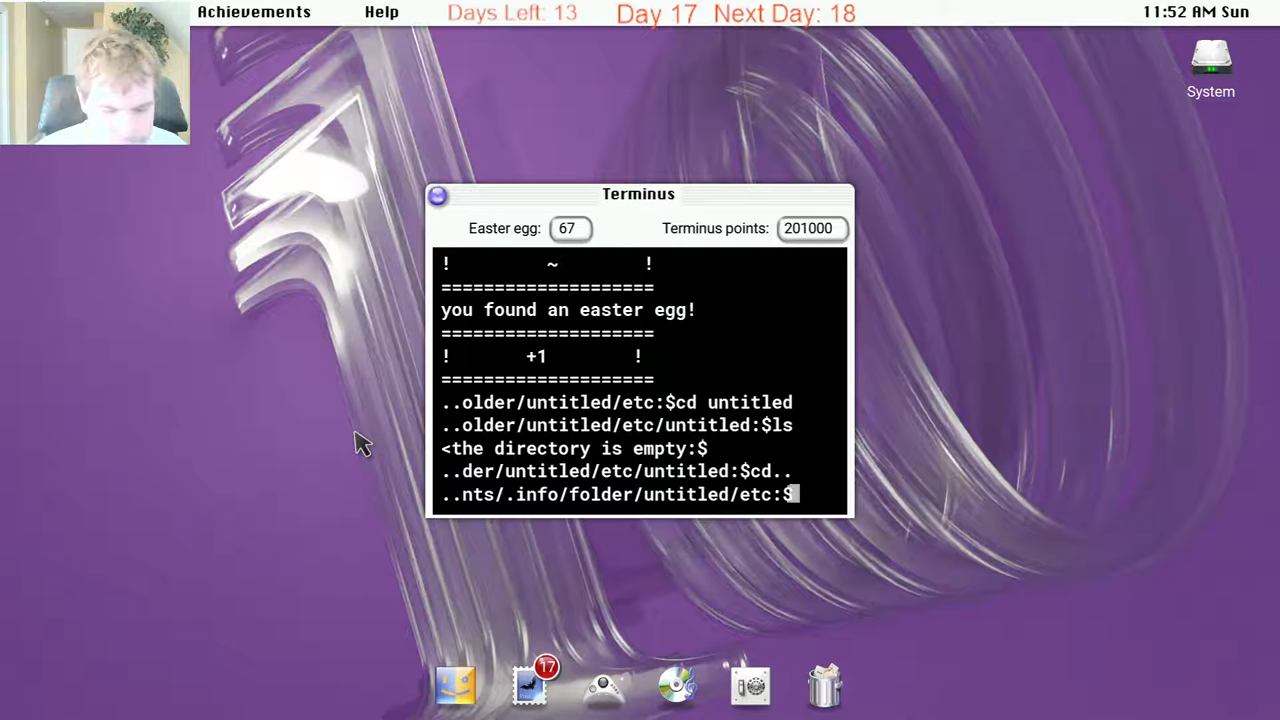 Achievements Help Days Left: 13 Day 17 Next Day: 18 11:52 AM Sun
System
Terminus
Easter egg: 67 Terminus points: 201000
! ~ !
====================
you found an easter egg!
====================
! +1 !
====================
..older/untitled/etc:$cd untitled
..older/untitled/etc/untitled:$ls
<the directory is empty:$
..der/untitled/etc/untitled:$cd..
..nts/.info/folder/untitled/etc:$
17